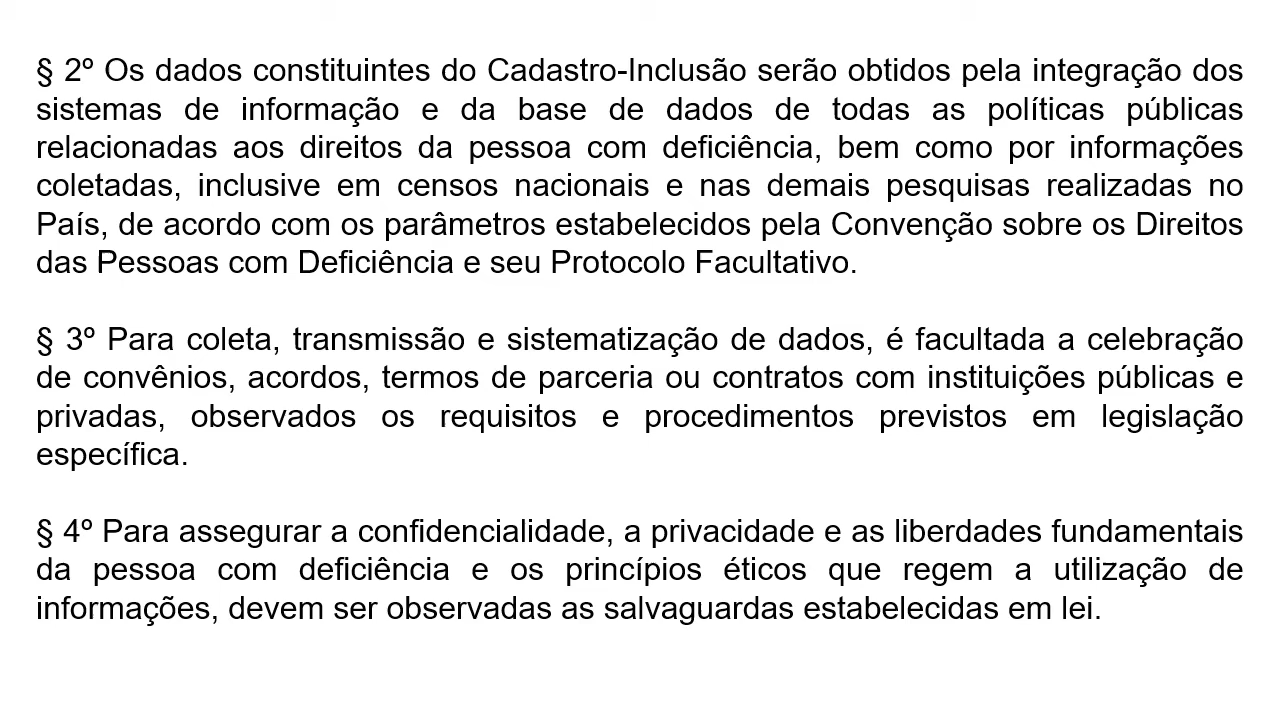 § 2º Os dados constituintes do Cadastro-Inclusão serão obtidos pela integração dos
sistemas de informação e da base de dados de todas as políticas públicas
relacionadas aos direitos da pessoa com deficiência, bem como por informações
coletadas, inclusive em censos nacionais e nas demais pesquisas realizadas no
País, de acordo com os parâmetros estabelecidos pela Convenção sobre os Direitos
das Pessoas com Deficiência e seu Protocolo Facultativo.
§ 3º Para coleta, transmissão e sistematização de dados, é facultada a celebração
de convênios, acordos, termos de parceria ou contratos com instituições públicas e
privadas, observados os requisitos e procedimentos previstos em legislação
específica.
§ 4º Para assegurar a confidencialidade, a privacidade e as liberdades fundamentais
da pessoa com deficiência e os princípios éticos que regem a utilização de
informações, devem ser observadas as salvaguardas estabelecidas em lei.